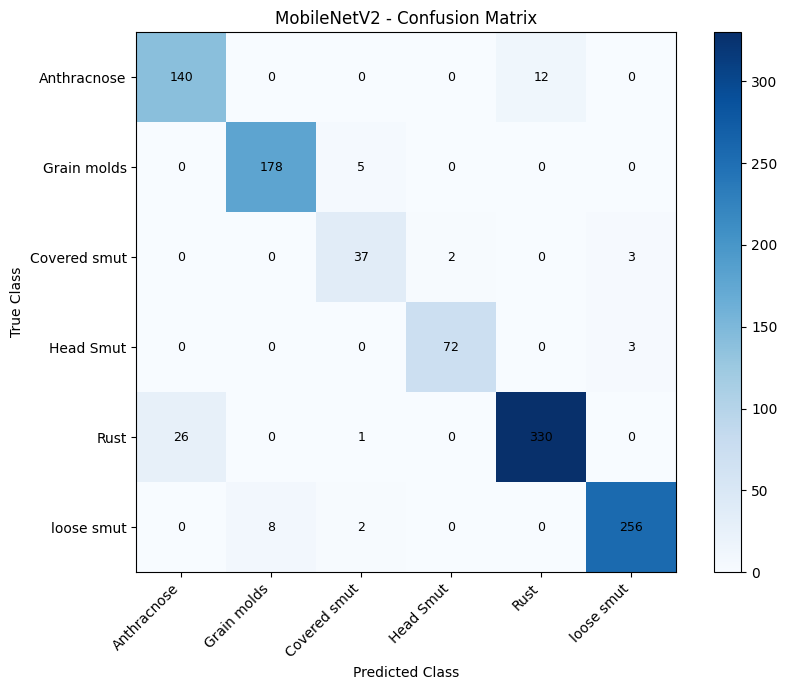 MobileNetV2 - Confusion Matrix
True Class
Anthracnose 140 0 0 0 12 0
Grain molds 0 178 5 0 0 0
Covered smut 0 0 37 2 0 3
Head Smut 0 0 0 72 0 3
Rust 26 0 1 0 330 0
loose smut 0 8 2 0 0 256
Anthracnose
Grain molds
Covered smut
Head Smut
Rust
loose smut
Predicted Class
300
250
200
150
100
50
0